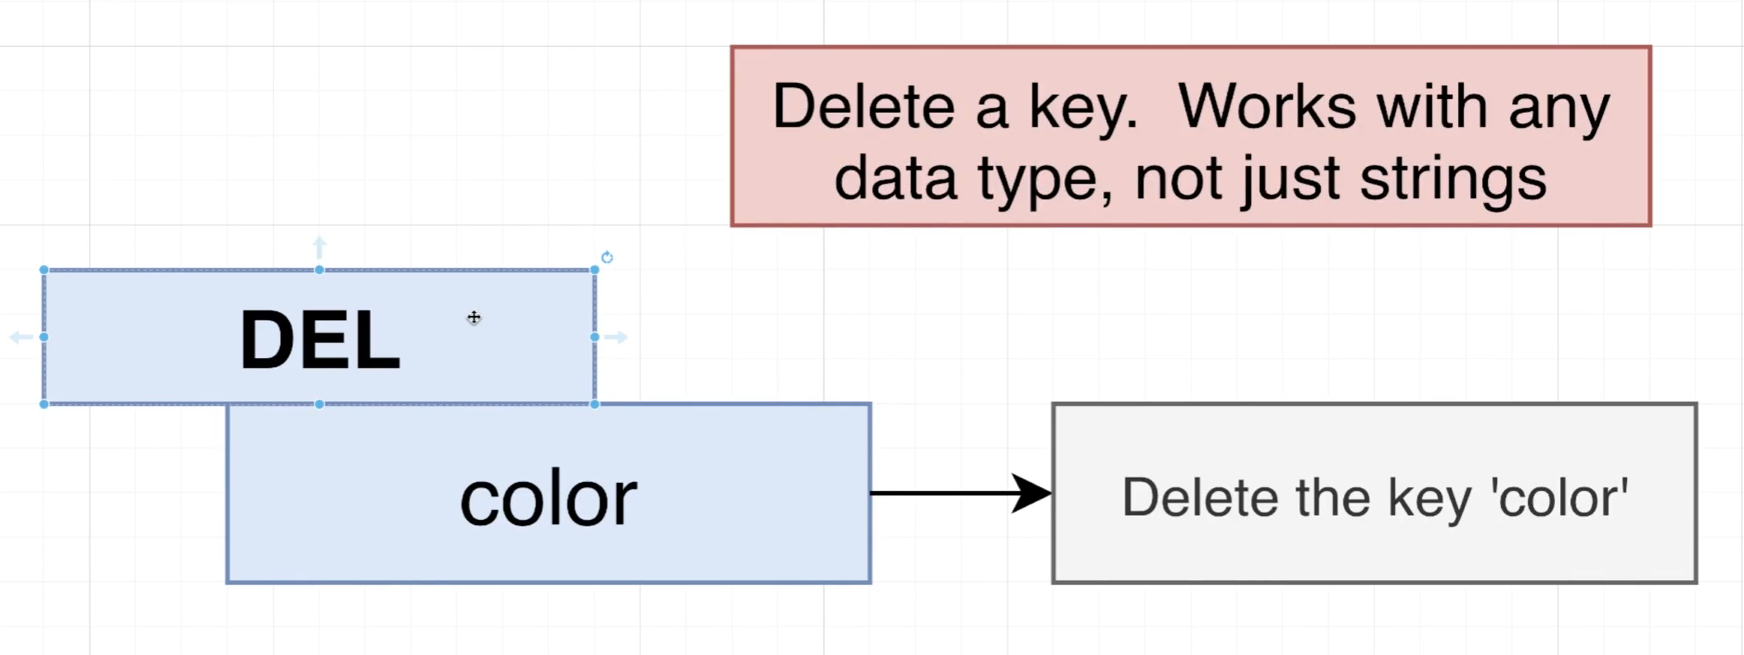 Delete a key.  Works with any
data type, not just strings
DEL
color
Delete the key 'color'